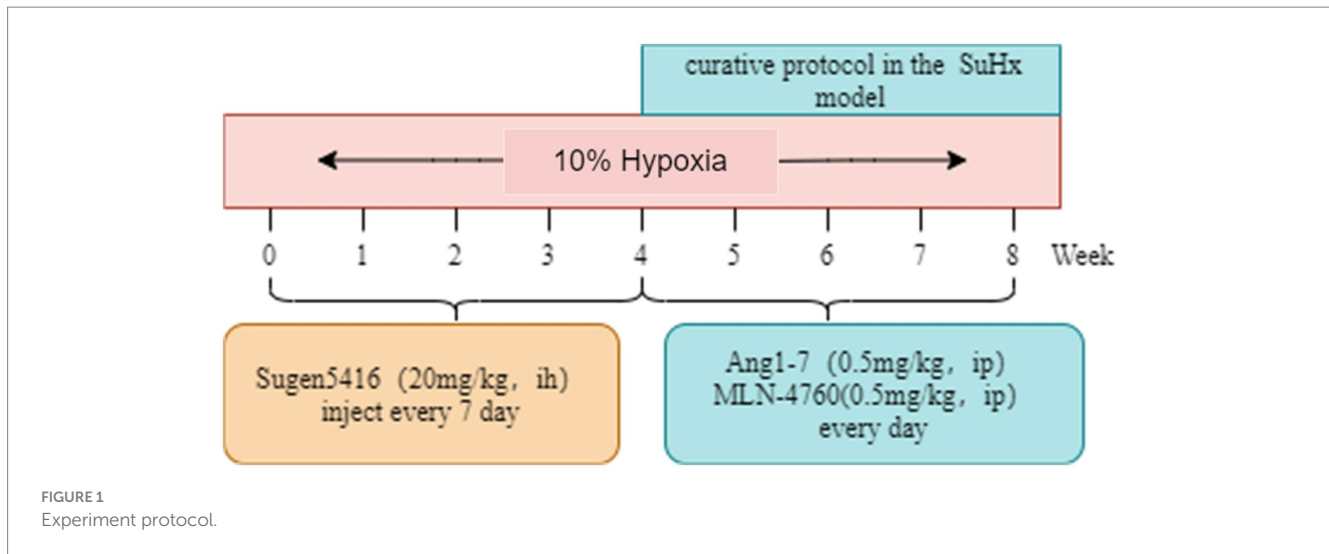 curative protocol in the SuHx
model
10% Hypoxia
0 1 2 3 4 5 6 7 8 Week
Sugen5416（20mg/kg，ih）
inject every 7 day
Ang1-7（0.5mg/kg，ip）
MLN-4760(0.5mg/kg，ip）
every day
FIGURE 1
Experiment protocol.